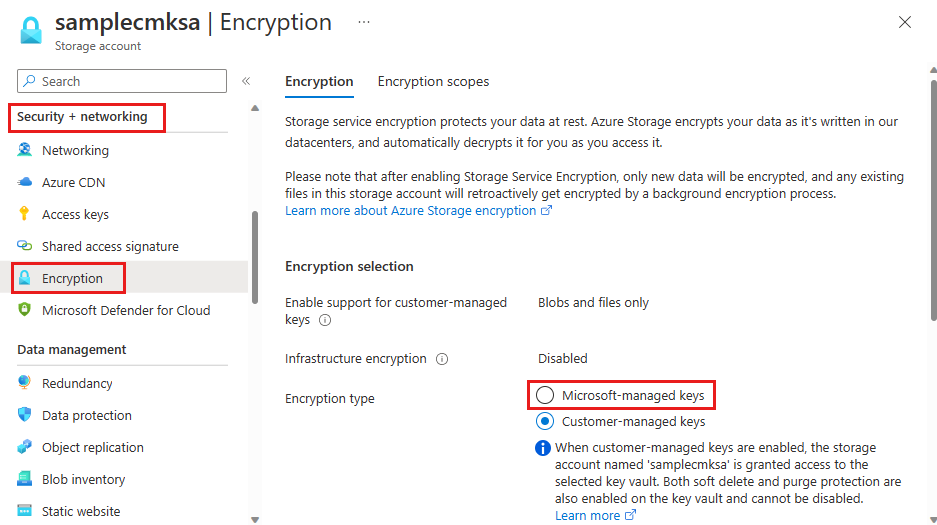 samplecmksa | Encryption ...
Storage account
Search
Security + networking
Networking
Azure CDN
Access keys
Shared access signature
Encryption
Microsoft Defender for Cloud
Data management
Redundancy
Data protection
Object replication
Blob inventory
Static website
Encryption Encryption scopes
Storage service encryption protects your data at rest. Azure Storage encrypts your data as it's written in our
datacenters, and automatically decrypts it for you as you access it.
Please note that after enabling Storage Service Encryption, only new data will be encrypted, and any existing
files in this storage account will retroactively get encrypted by a background encryption process.
Learn more about Azure Storage encryption
Encryption selection
Enable support for customer-managed
keys
Blobs and files only
Infrastructure encryption
Disabled
Encryption type
Microsoft-managed keys
Customer-managed keys
When customer-managed keys are enabled, the storage
account named 'samplecmksa' is granted access to the
selected key vault. Both soft delete and purge protection are
also enabled on the key vault and cannot be disabled.
Learn more